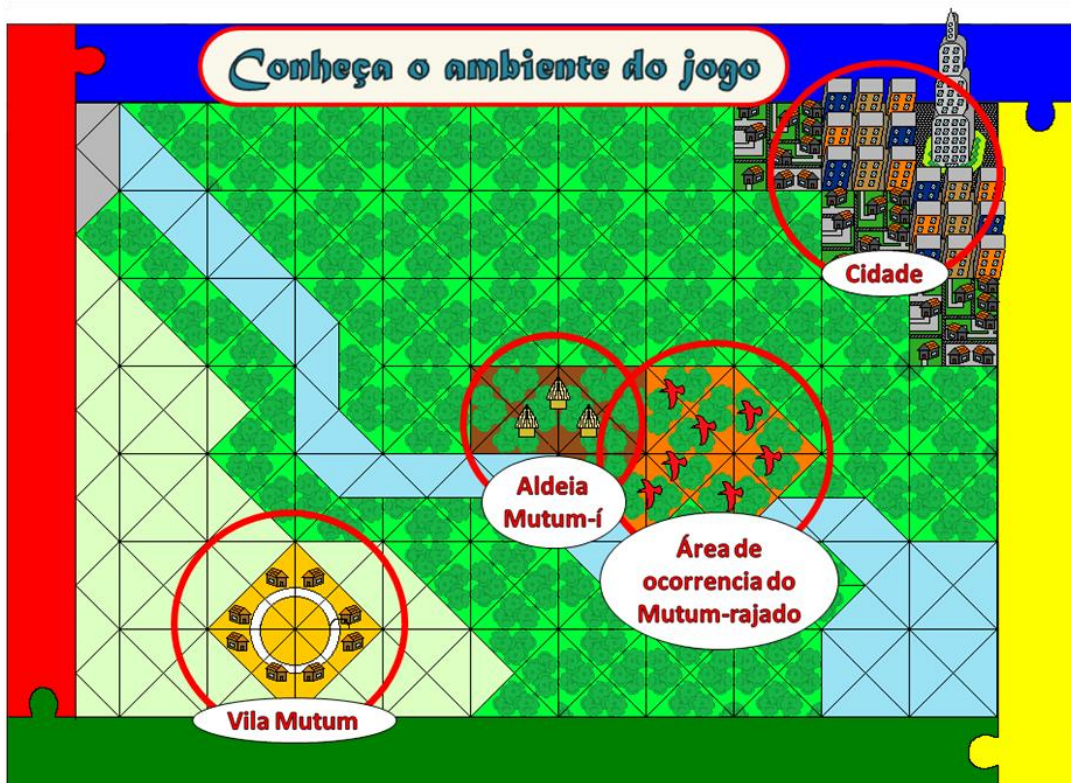 Conheça o ambiente do jogo
Cidade
Aldeia
Mutum-í
Área de
ocorrencia do
Mutum-rajado
Vila Mutum